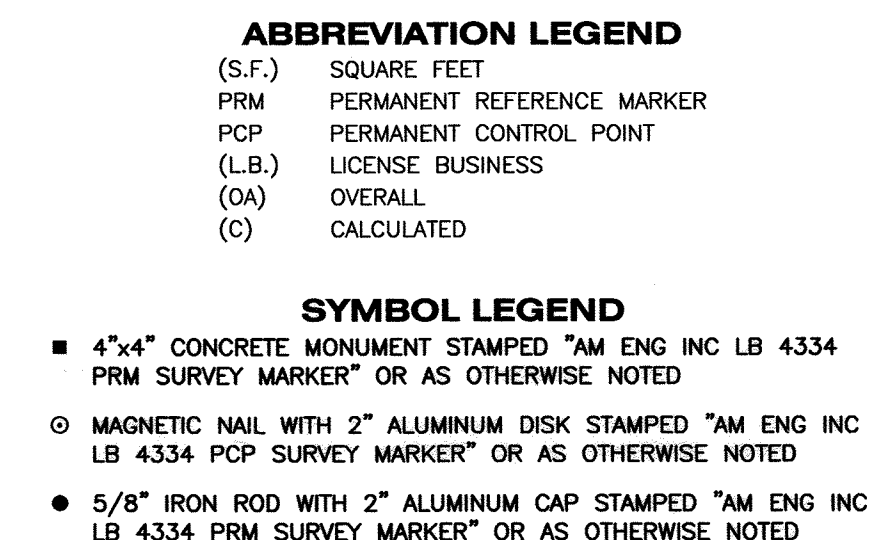 ABBREVIATION LEGEND
(S.F.) SQUARE FEET
PRM PERMANENT REFERENCE MARKER
PCP PERMANENT CONTROL POINT
(L.B.) LICENSE BUSINESS
(OA) OVERALL
(C) CALCULATED
SYMBOL LEGEND
■ 4"x4" CONCRETE MONUMENT STAMPED "AM ENG INC LB 4334
PRM SURVEY MARKER" OR AS OTHERWISE NOTED
⊙ MAGNETIC NAIL WITH 2" ALUMINUM DISK STAMPED "AM ENG INC
LB 4334 PCP SURVEY MARKER" OR AS OTHERWISE NOTED
● 5/8" IRON ROD WITH 2" ALUMINUM CAP STAMPED "AM ENG INC
LB 4334 PRM SURVEY MARKER" OR AS OTHERWISE NOTED